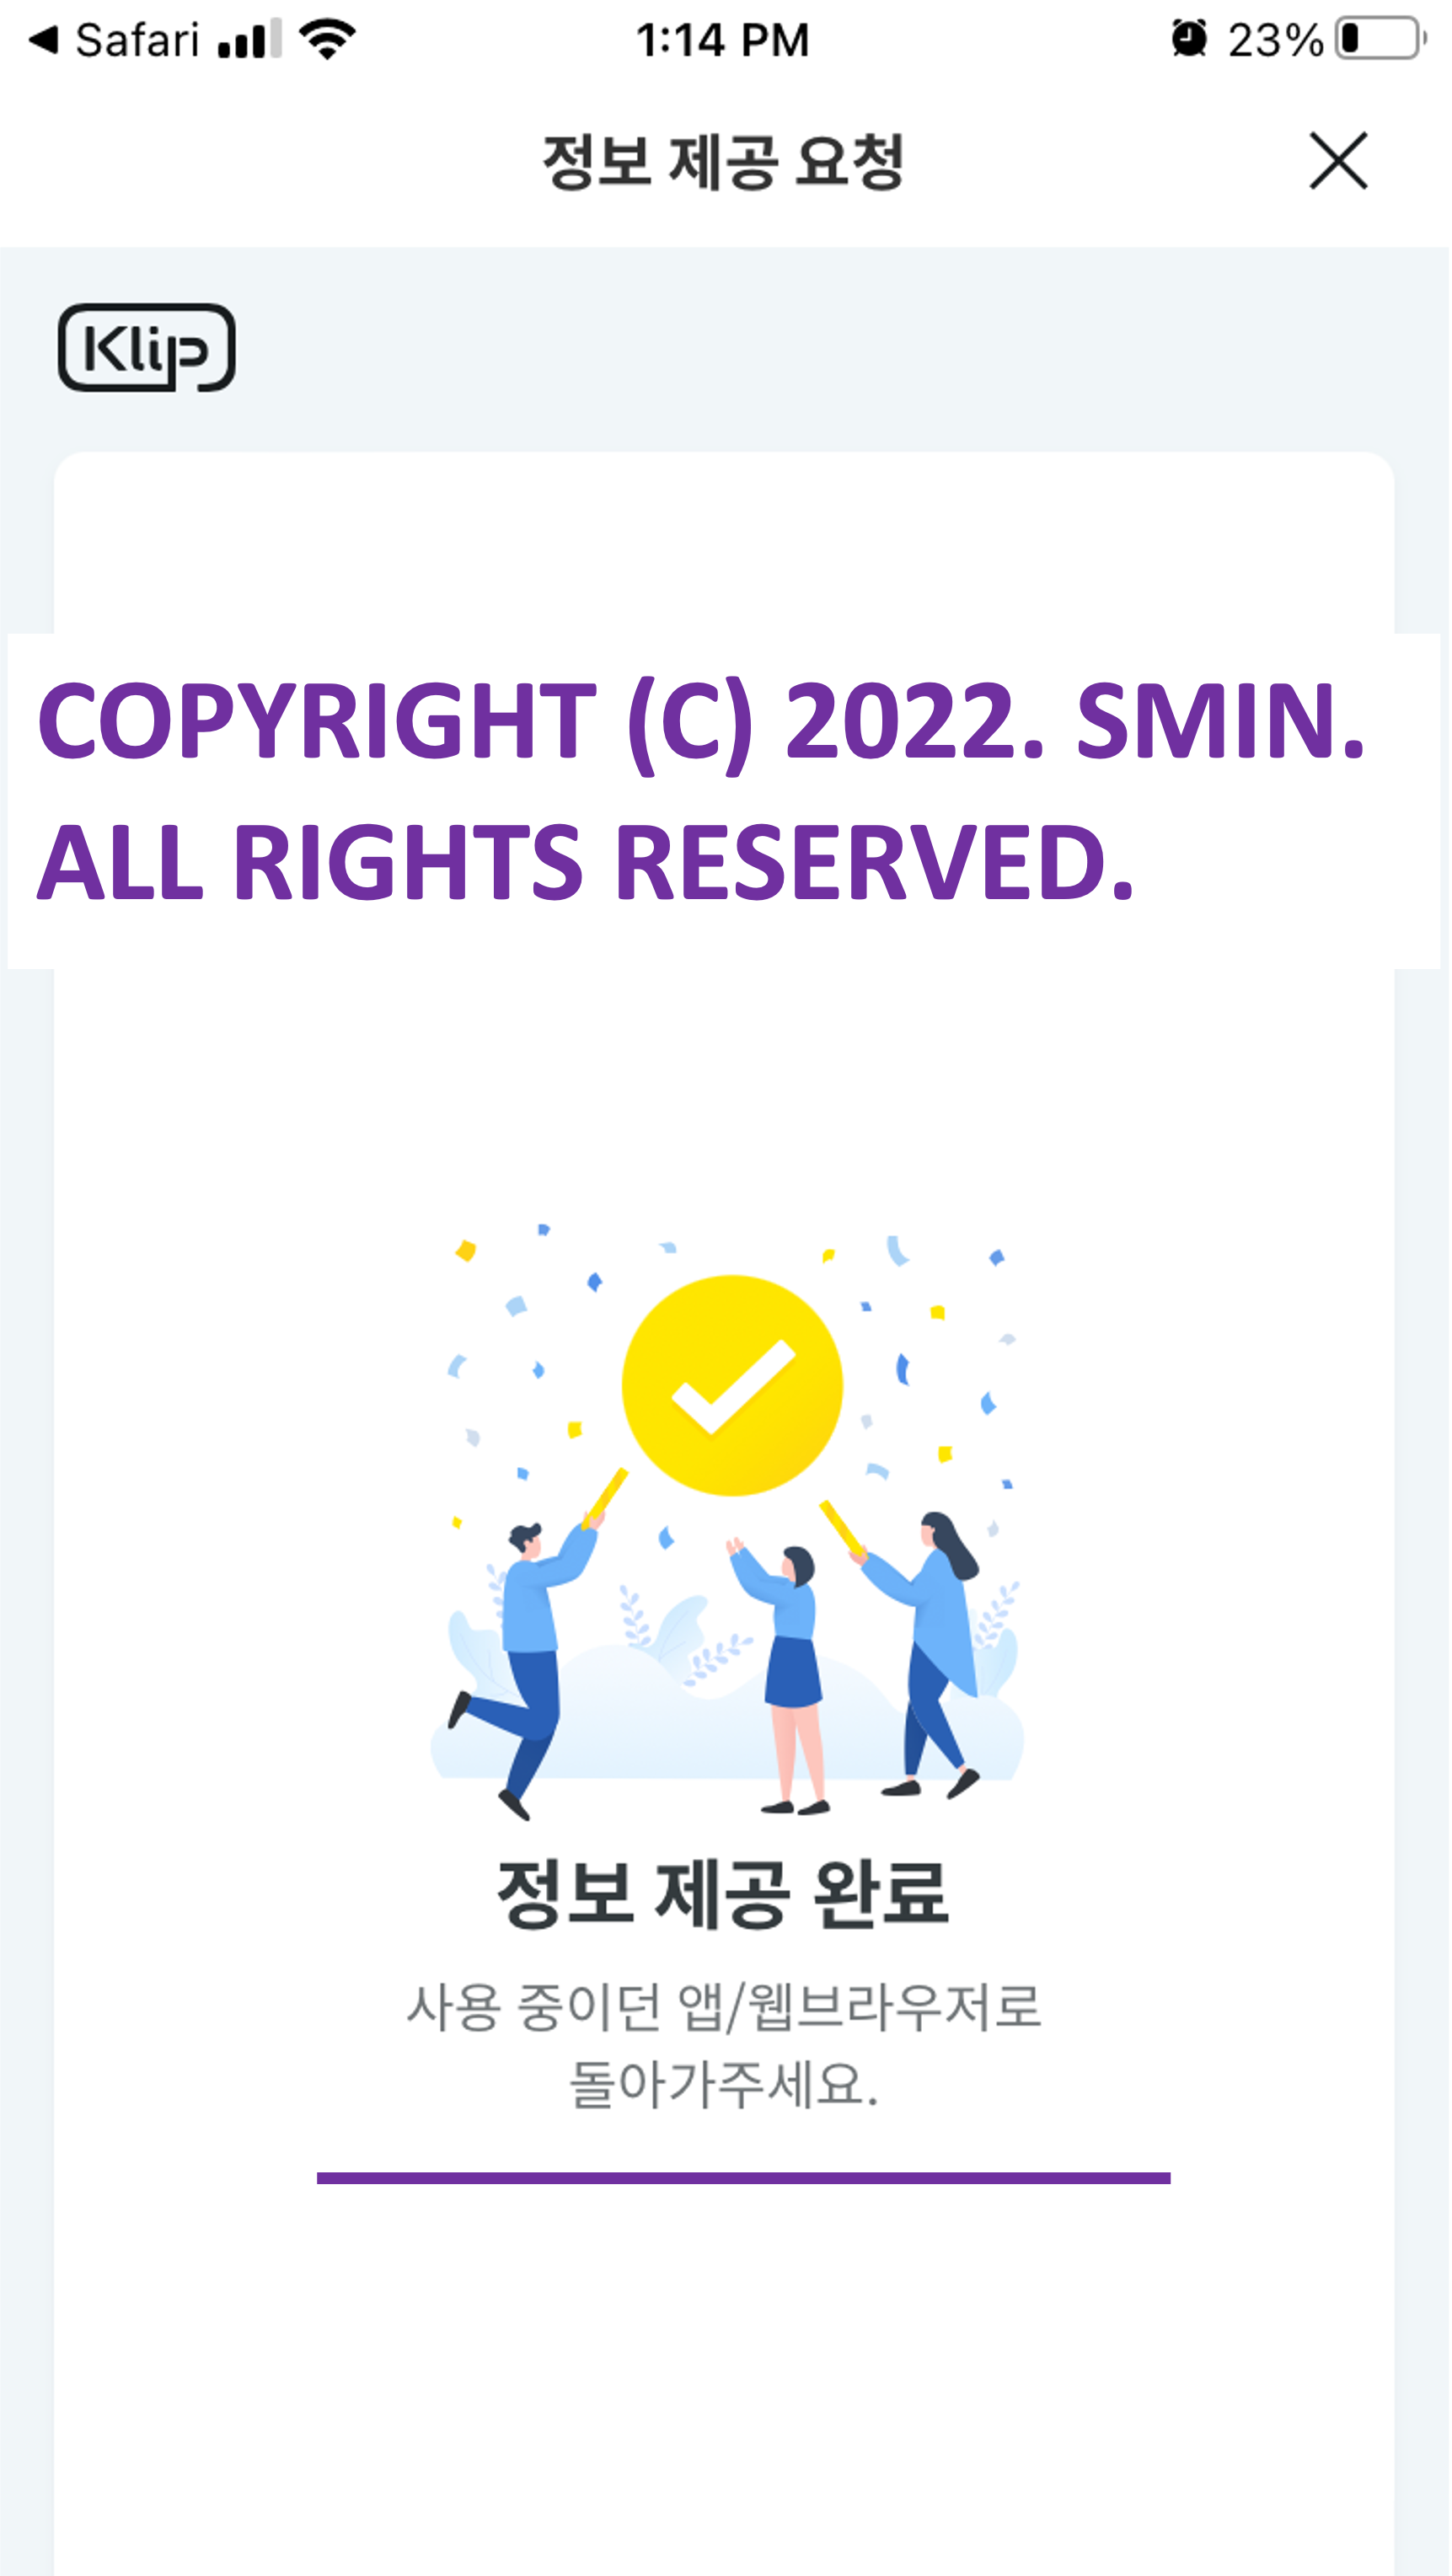 Safari 1:14 PM 23%
정보 제공 요청
Klip
COPYRIGHT (C) 2022. SMIN.
ALL RIGHTS RESERVED.
정보 제공 완료
사용 중이던 앱/웹브라우저로
돌아가주세요.